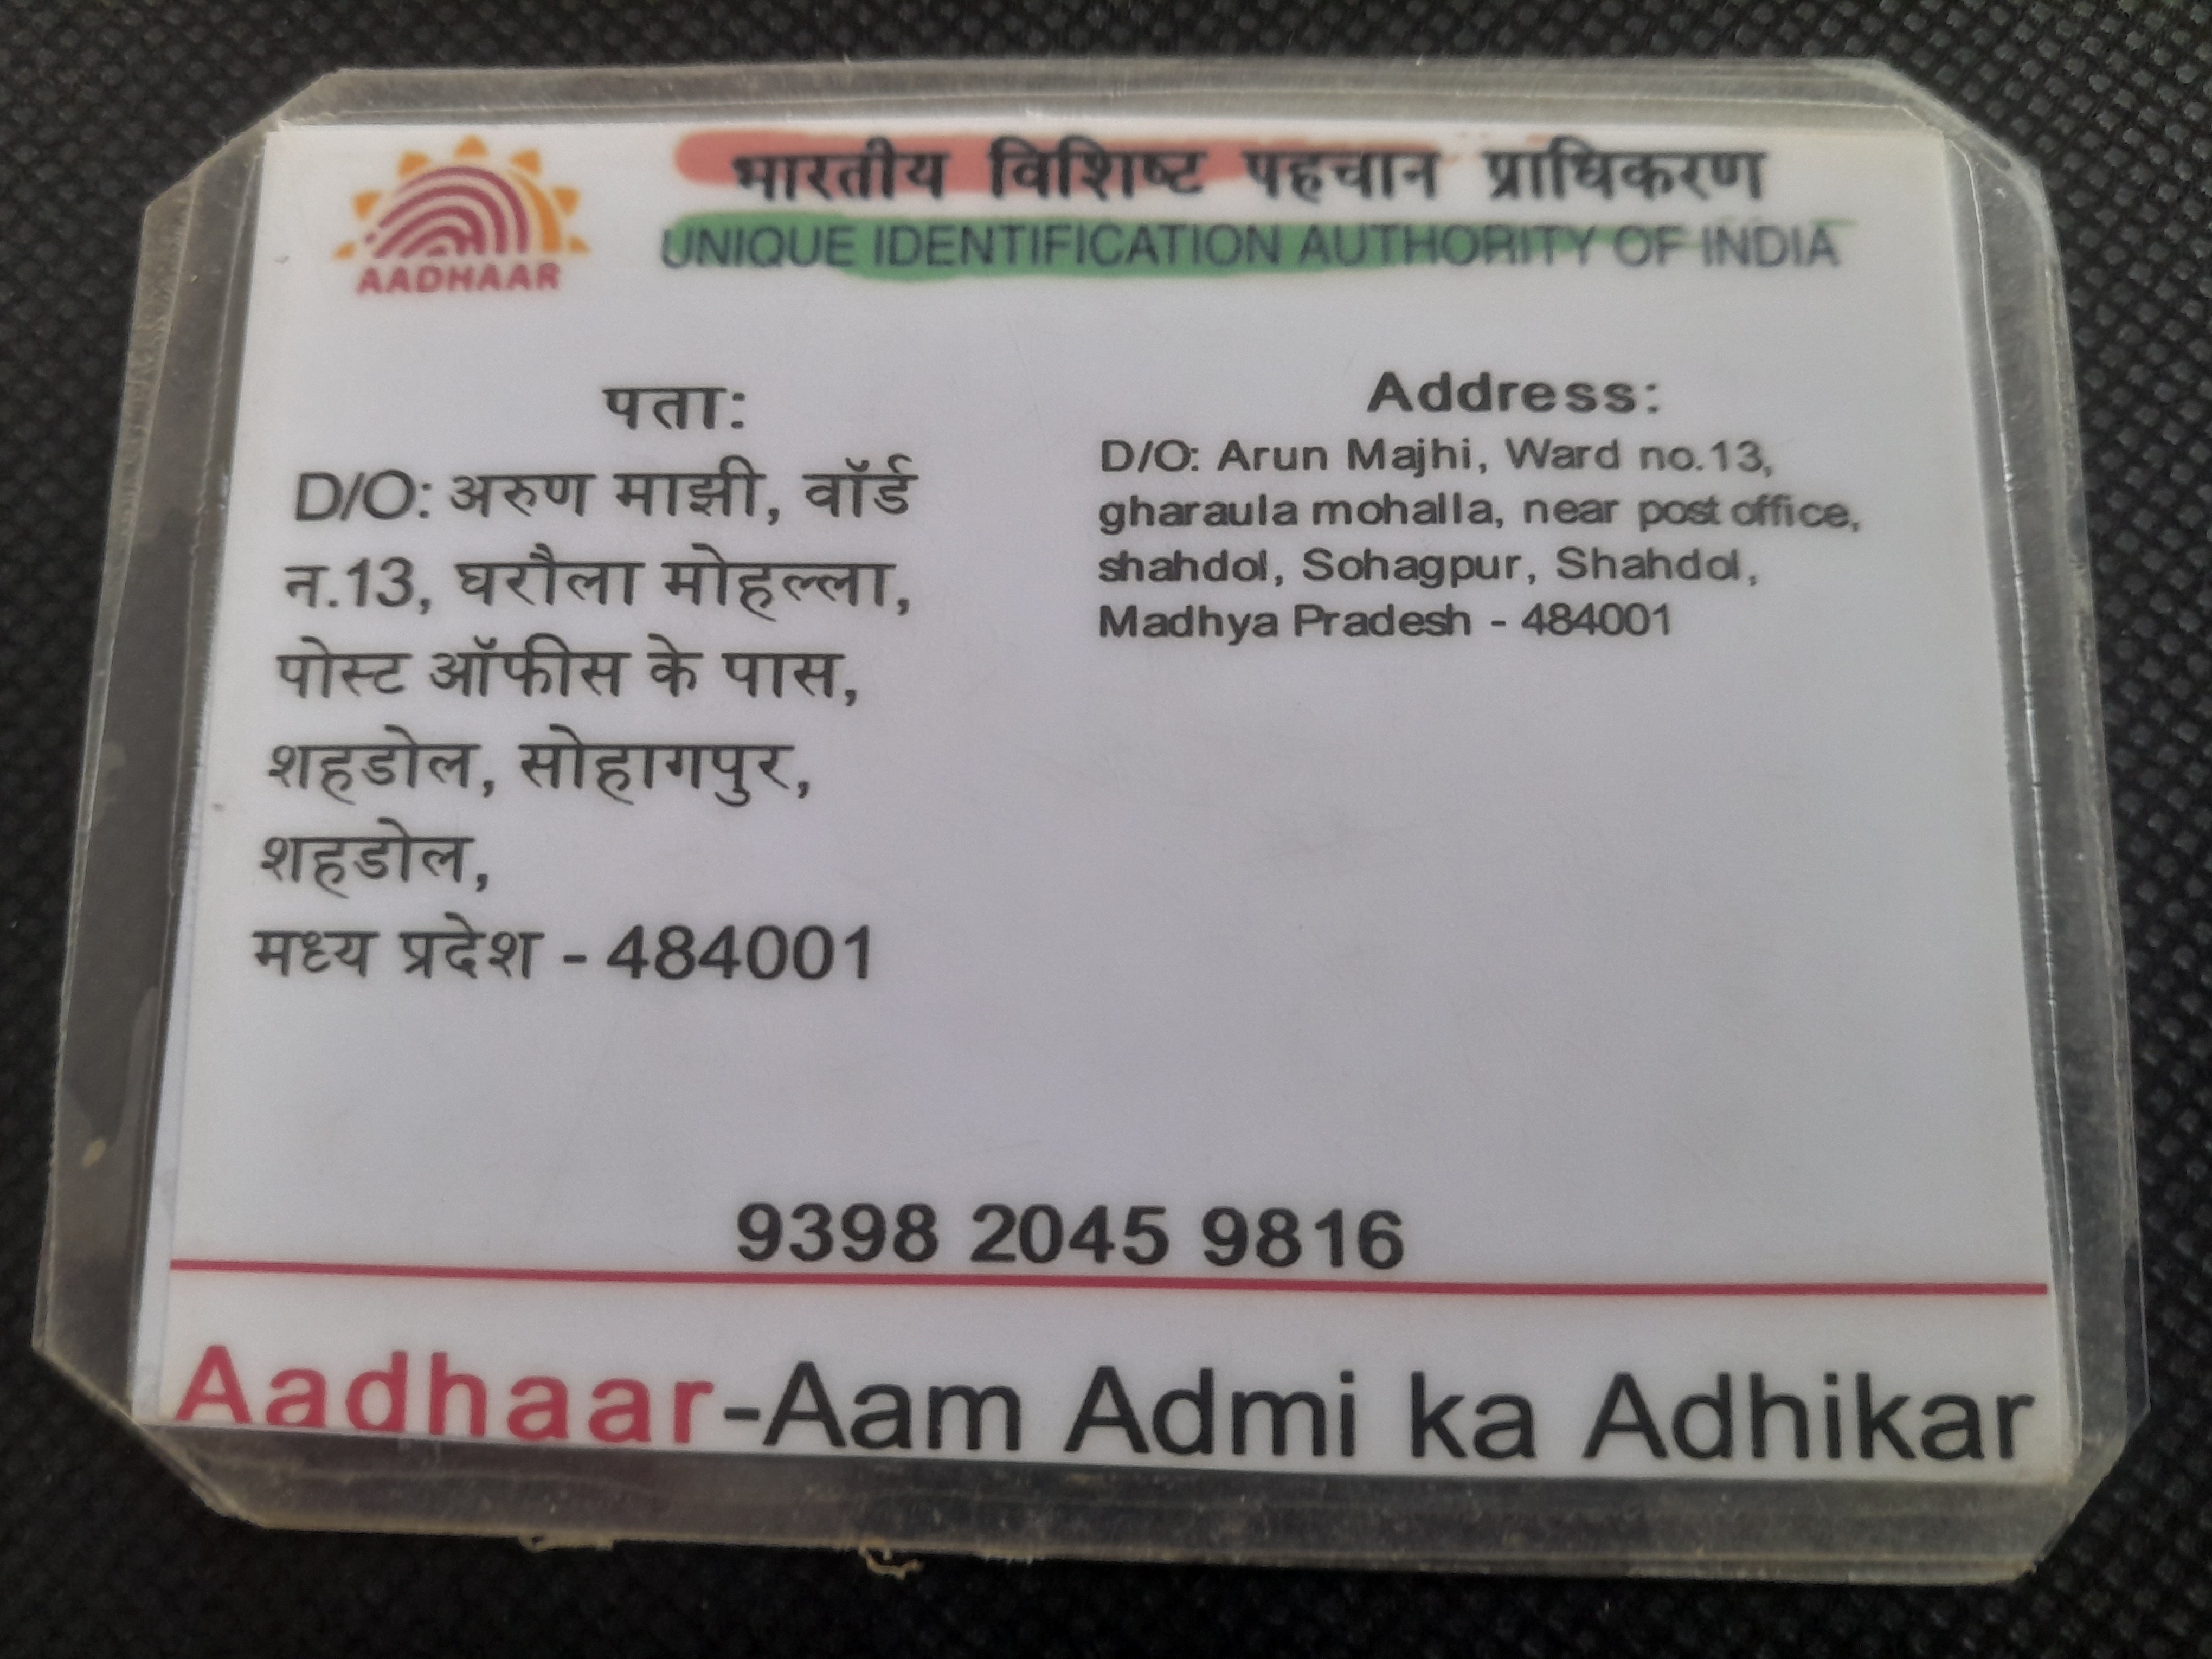 AADHAAR
भारतीय विशिष्ट पहचान प्राधिकरण
UNIQUE IDENTIFICATION AUTHORITY OF INDIA
पता:
D/O: अरुण माझी, वॉर्ड
न.13, घरौला मोहल्ला,
पोस्ट ऑफीस के पास,
शहडोल, सोहागपुर,
शहडोल,
मध्य प्रदेश - 484001
Address:
D/O: Arun Majhi, Ward no.13,
gharaula mohalla, near post office,
shahdol, Sohagpur, Shahdol,
Madhya Pradesh - 484001
9398 2045 9816
Aadhaar-Aam Admi ka Adhikar